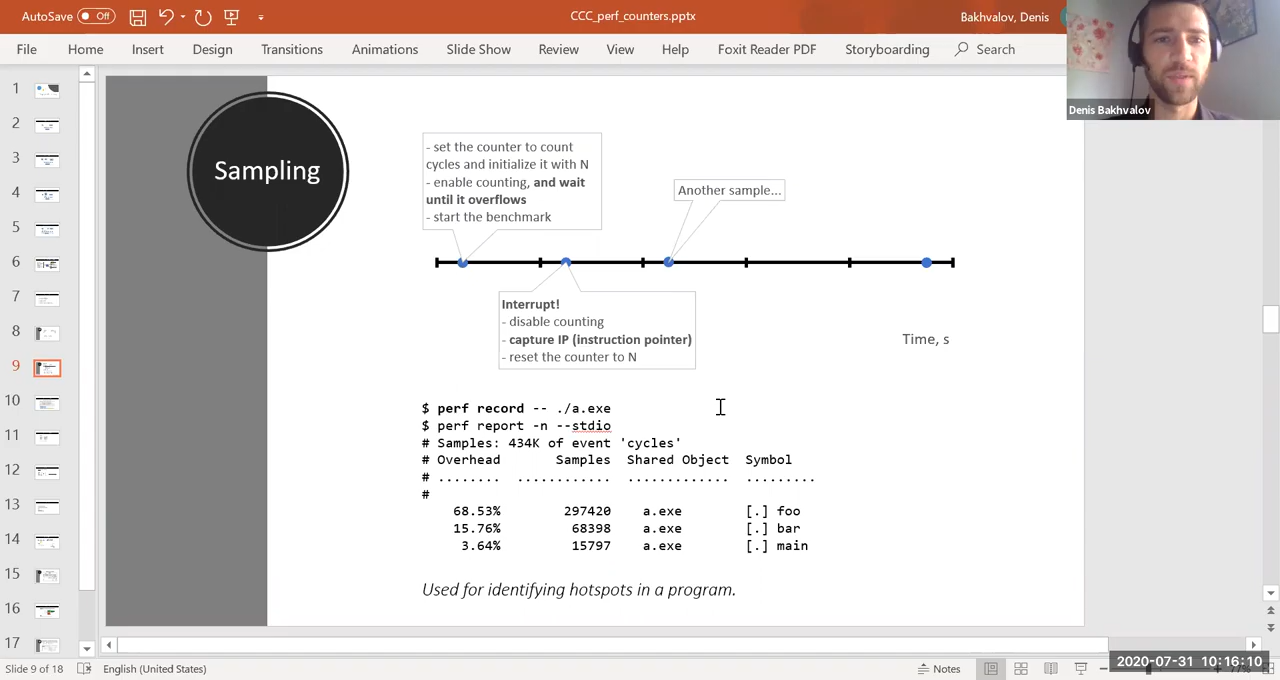 AutoSave Off
CCC_perf_counters.pptx
Bakhvalov, Denis
File Home Insert Design Transitions Animations Slide Show Review View Help Foxit Reader PDF Storyboarding Search
Denis Bakhvalov
1
2
3
4
5
6
7
8
9
10
11
12
13
14
15
16
17
Sampling
- set the counter to count
cycles and initialize it with N
- enable counting, and wait
until it overflows
- start the benchmark
Another sample...
Interrupt!
- disable counting
- capture IP (instruction pointer)
- reset the counter to N
Time, s
$ perf record -- ./a.exe
$ perf report -n --stdio
# Samples: 434K of event 'cycles'
# Overhead Samples Shared Object Symbol
# ........ ............ ............. .........
#
68.53% 297420 a.exe [.] foo
15.76% 68398 a.exe [.] bar
3.64% 15797 a.exe [.] main
Used for identifying hotspots in a program.
Slide 9 of 18 English (United States) Notes
2020-07-31 10:16:10